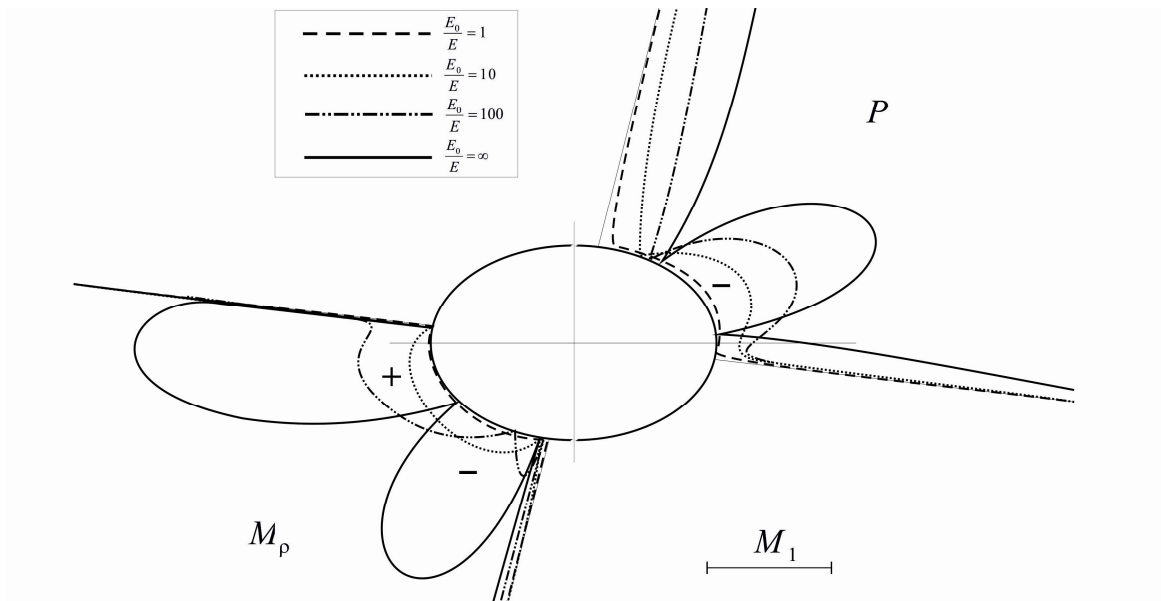 E₀/E = 1
E₀/E = 10
E₀/E = 100
E₀/E = ∞
P
−
+
−
Mρ
M₁